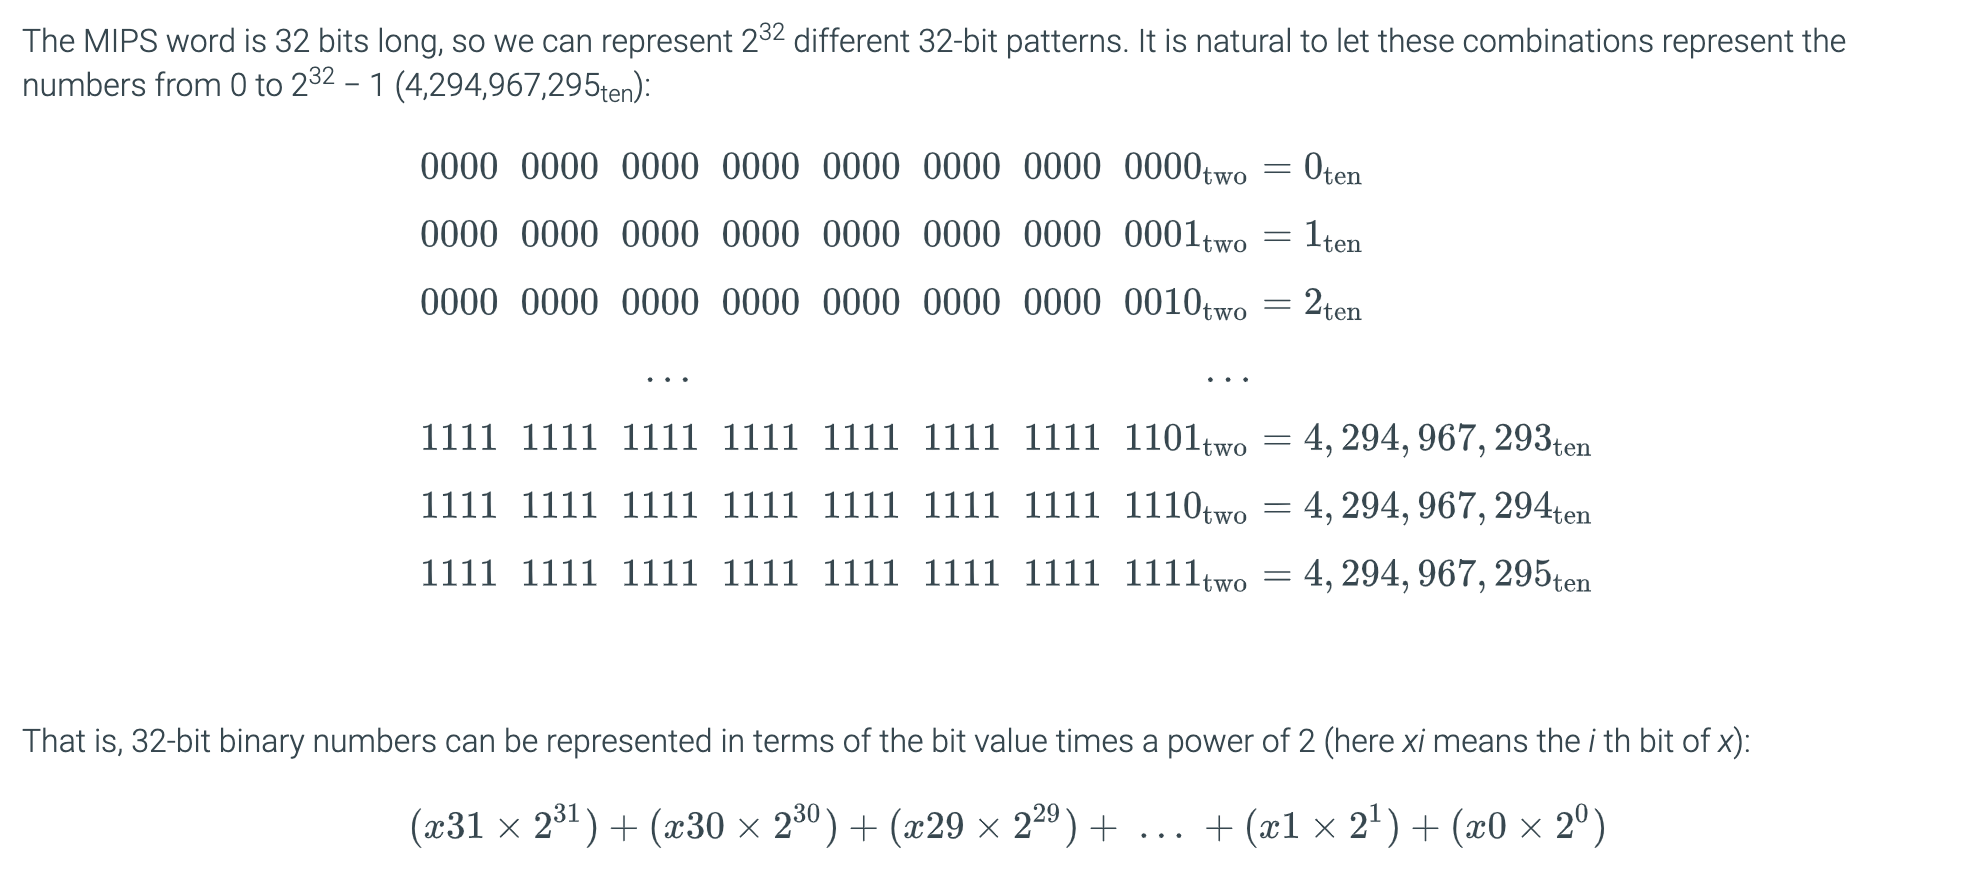 The MIPS word is 32 bits long, so we can represent 2³² different 32-bit patterns. It is natural to let these combinations represent the
numbers from 0 to 2³² – 1 (4,294,967,295ten):
0000 0000 0000 0000 0000 0000 0000 0000two = 0ten
0000 0000 0000 0000 0000 0000 0000 0001two = 1ten
0000 0000 0000 0000 0000 0000 0000 0010two = 2ten
... ...
1111 1111 1111 1111 1111 1111 1111 1101two = 4,294,967,293ten
1111 1111 1111 1111 1111 1111 1111 1110two = 4,294,967,294ten
1111 1111 1111 1111 1111 1111 1111 1111two = 4,294,967,295ten
That is, 32-bit binary numbers can be represented in terms of the bit value times a power of 2 (here xi means the i th bit of x):
(x31 × 2³¹) + (x30 × 2³⁰) + (x29 × 2²⁹) + ... + (x1 × 2¹) + (x0 × 2⁰)